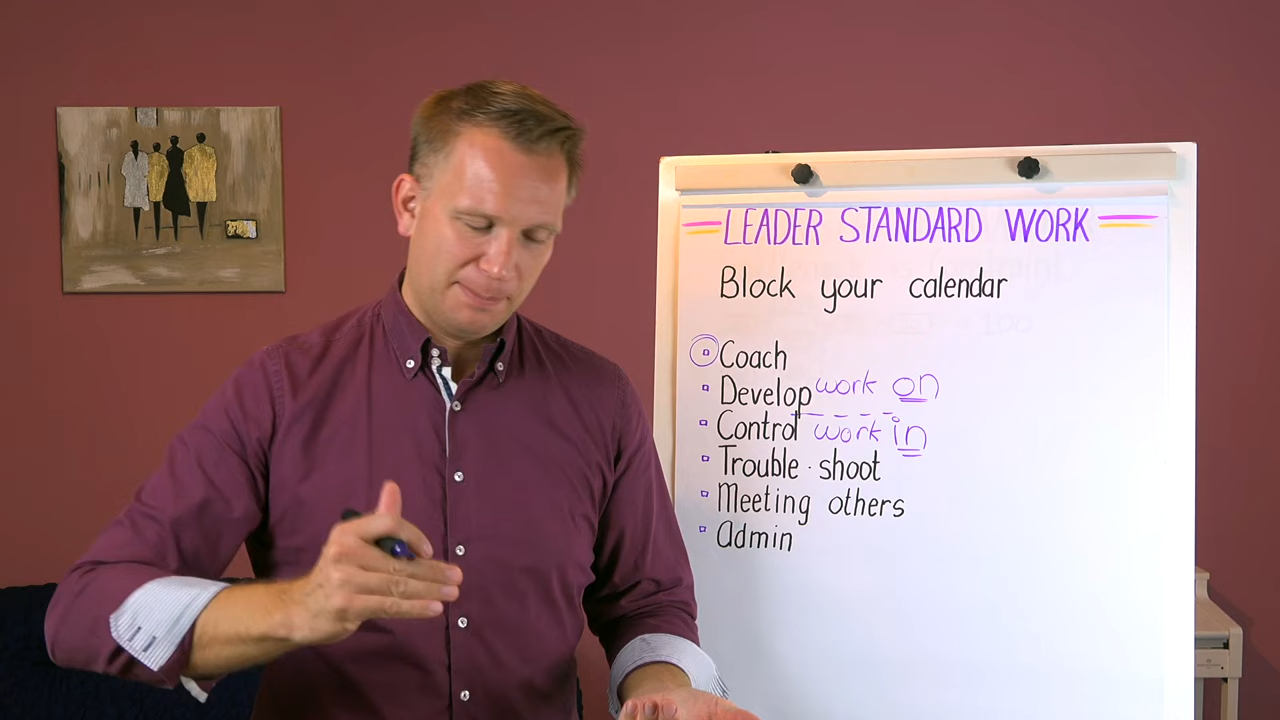 LEADER STANDARD WORK
Block your calendar
Coach
Develop work on
Control work in
Trouble · shoot
Meeting others
Admin